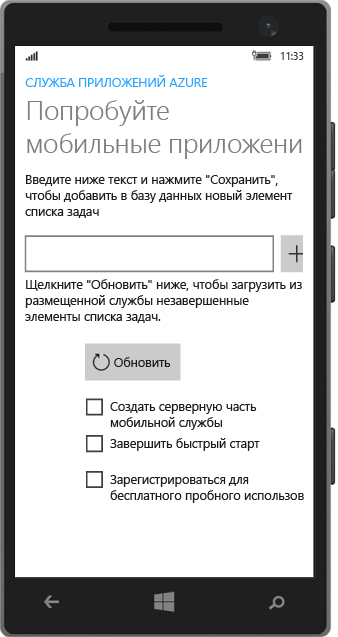 11:33
СЛУЖБА ПРИЛОЖЕНИЙ AZURE
Попробуйте
мобильные приложени
Введите ниже текст и нажмите "Сохранить",
чтобы добавить в базу данных новый элемент
списка задач
Щелкните "Обновить" ниже, чтобы загрузить из
размещенной службы незавершенные
элементы списка задач.
Обновить
Создать серверную часть
мобильной службы
Завершить быстрый старт
Зарегистрироваться для
бесплатного пробного использов